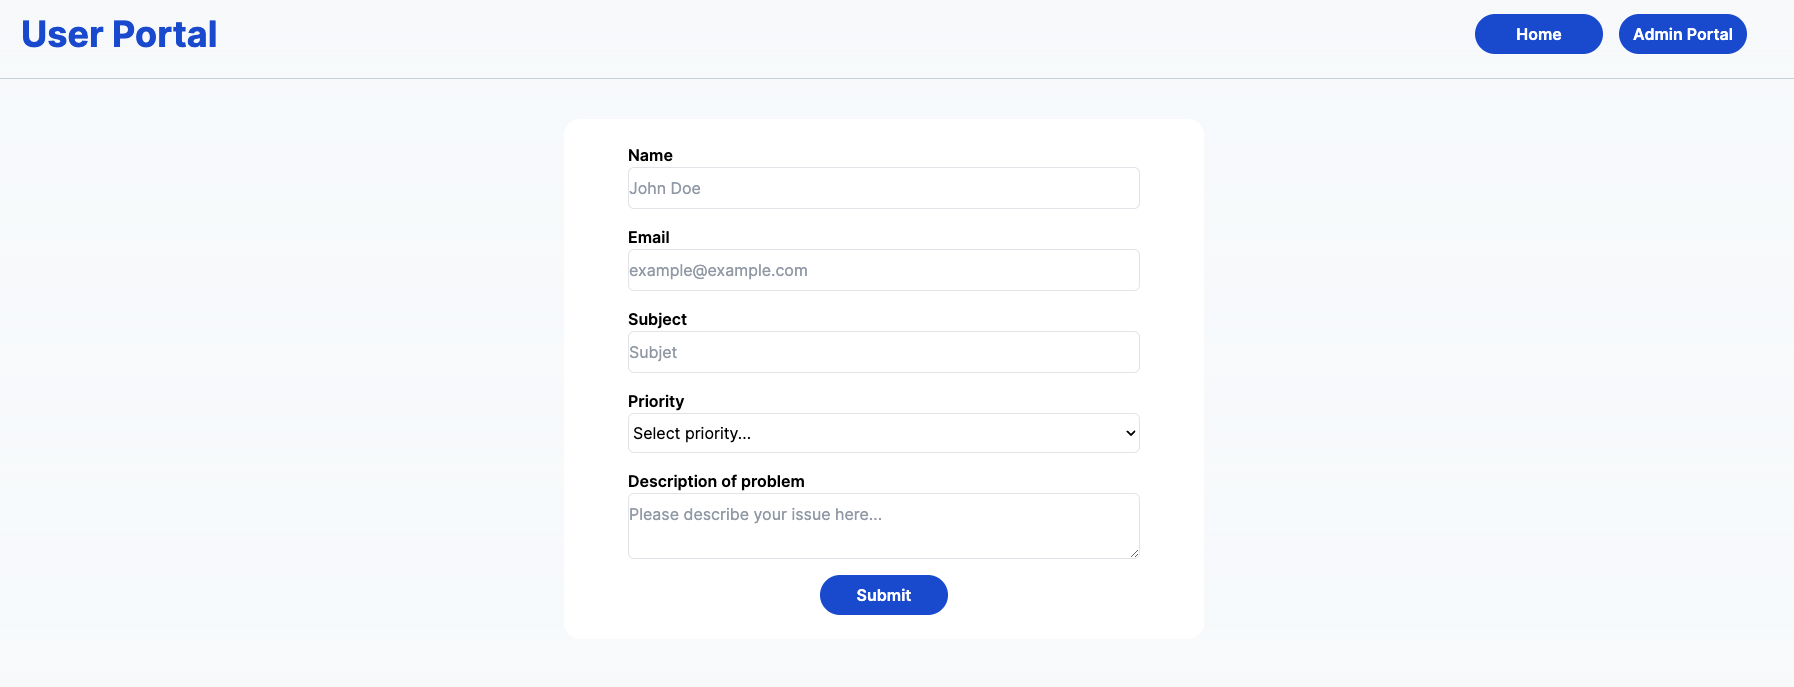 User Portal
Home
Admin Portal
Name
John Doe
Email
example@example.com
Subject
Subjet
Priority
Select priority...
Description of problem
Please describe your issue here...
Submit